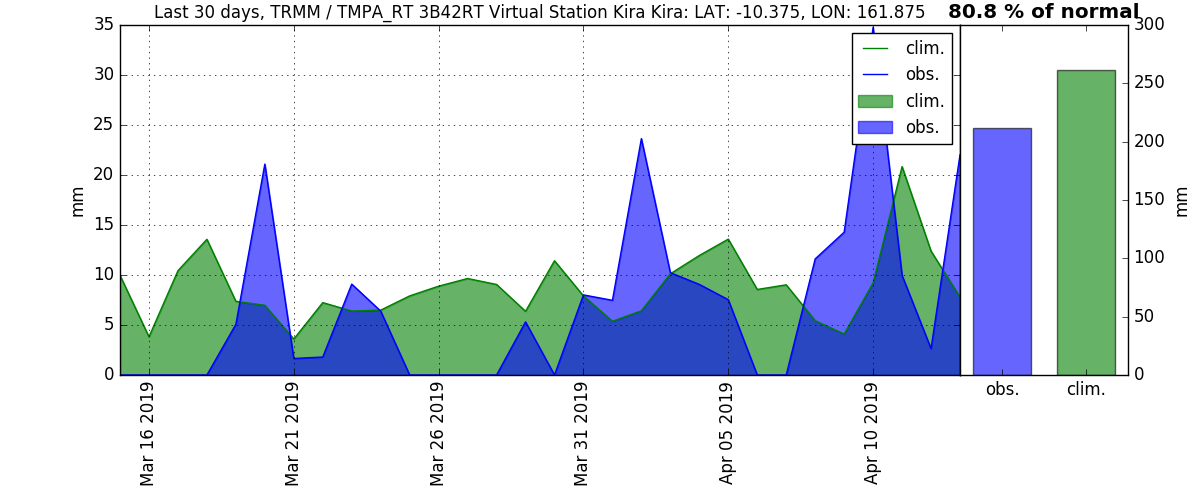 Last 30 days, TRMM / TMPA_RT 3B42RT Virtual Station Kira Kira: LAT: -10.375, LON: 161.875
80.8 % of normal
35
30
25
20
15
10
5
0
mm
clim.
obs.
clim.
obs.
Mar 16 2019
Mar 21 2019
Mar 26 2019
Mar 31 2019
Apr 05 2019
Apr 10 2019
300
250
200
150
100
50
0
mm
obs.
clim.